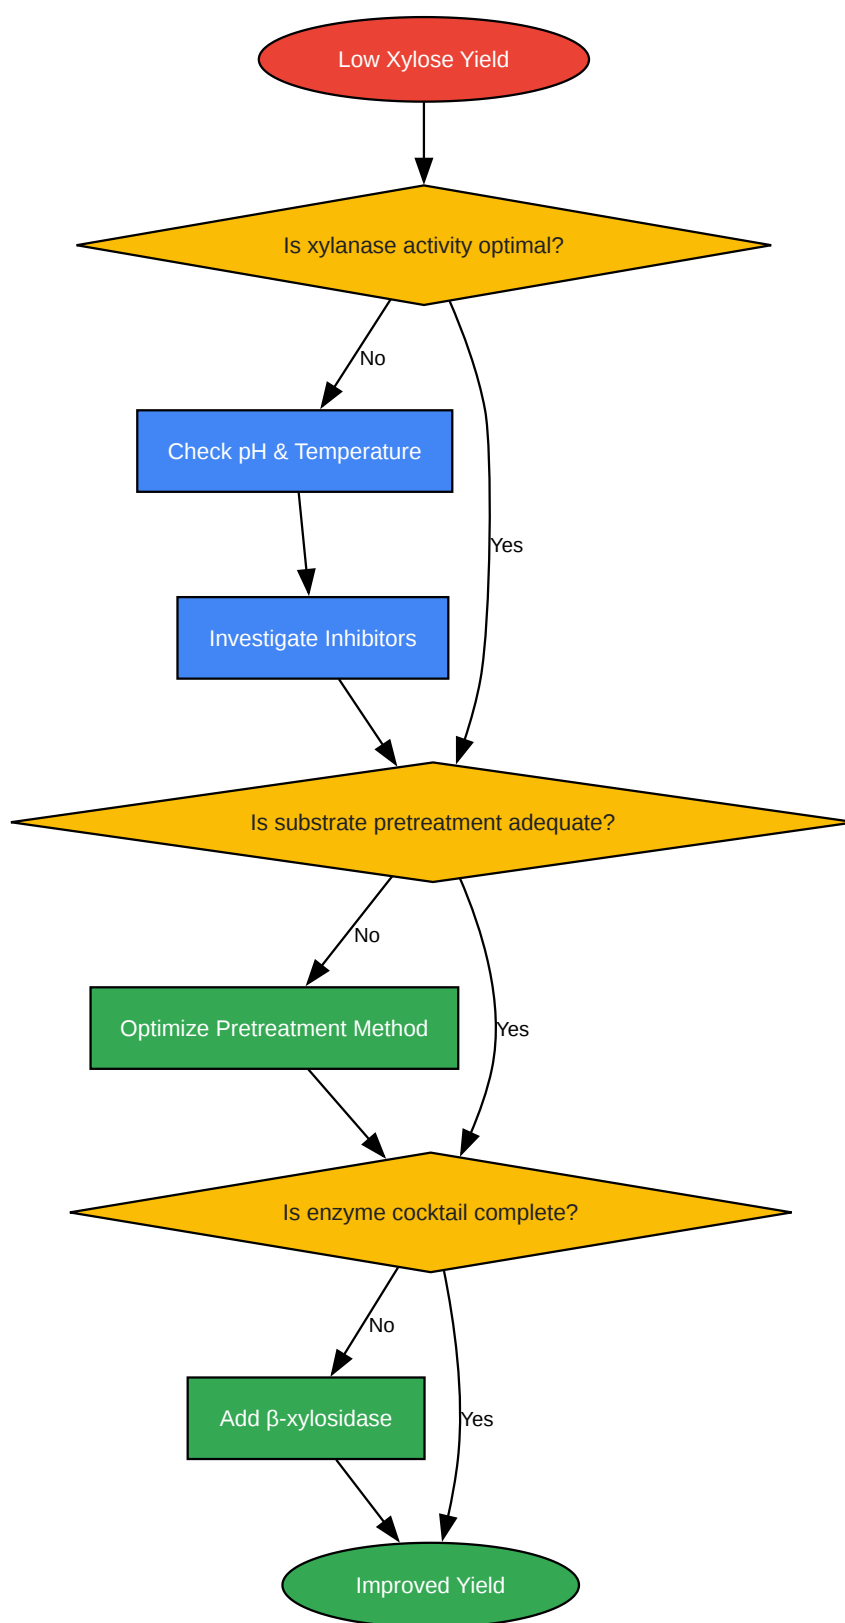 Low Xylose Yield
Is xylanase activity optimal?
No
Check pH & Temperature
Yes
Investigate Inhibitors
Is substrate pretreatment adequate?
No
Optimize Pretreatment Method
Yes
Is enzyme cocktail complete?
No
Add β-xylosidase
Yes
Improved Yield